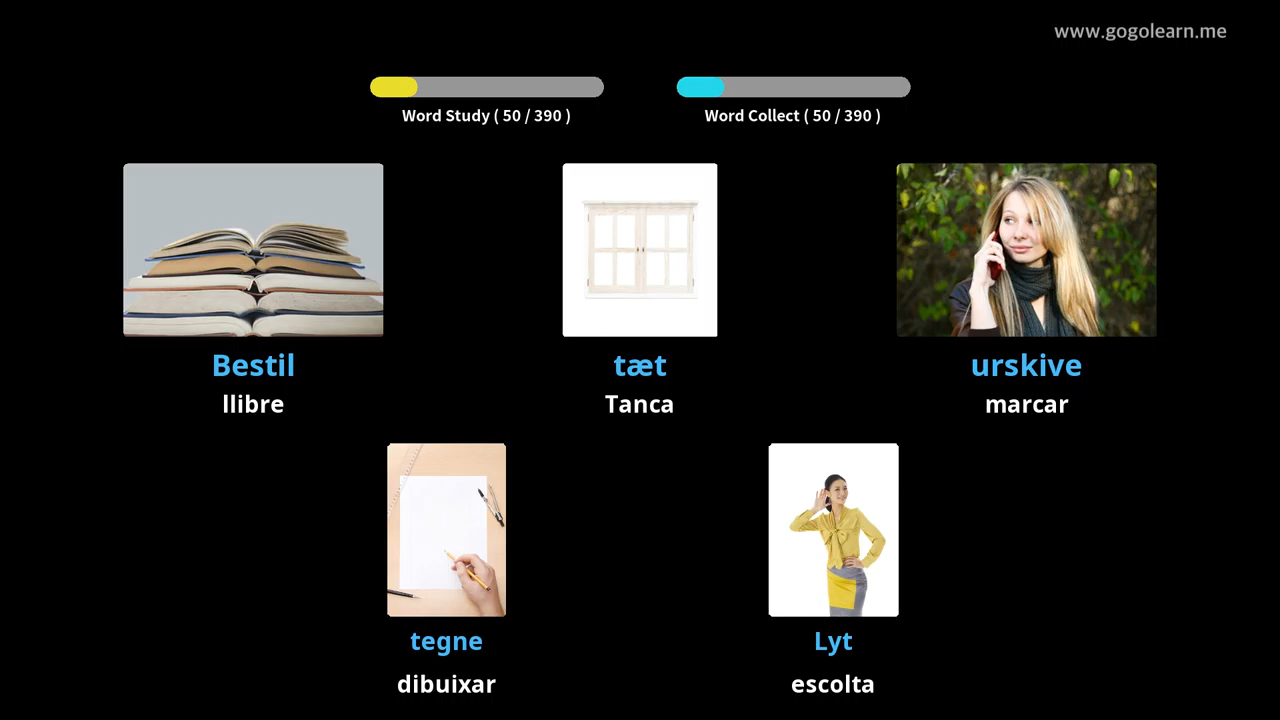 www.gogolearn.me
Word Study ( 50 / 390 )
Word Collect ( 50 / 390 )
Bestil
llibre
tæt
Tanca
urskive
marcar
tegne
dibuixar
Lyt
escolta